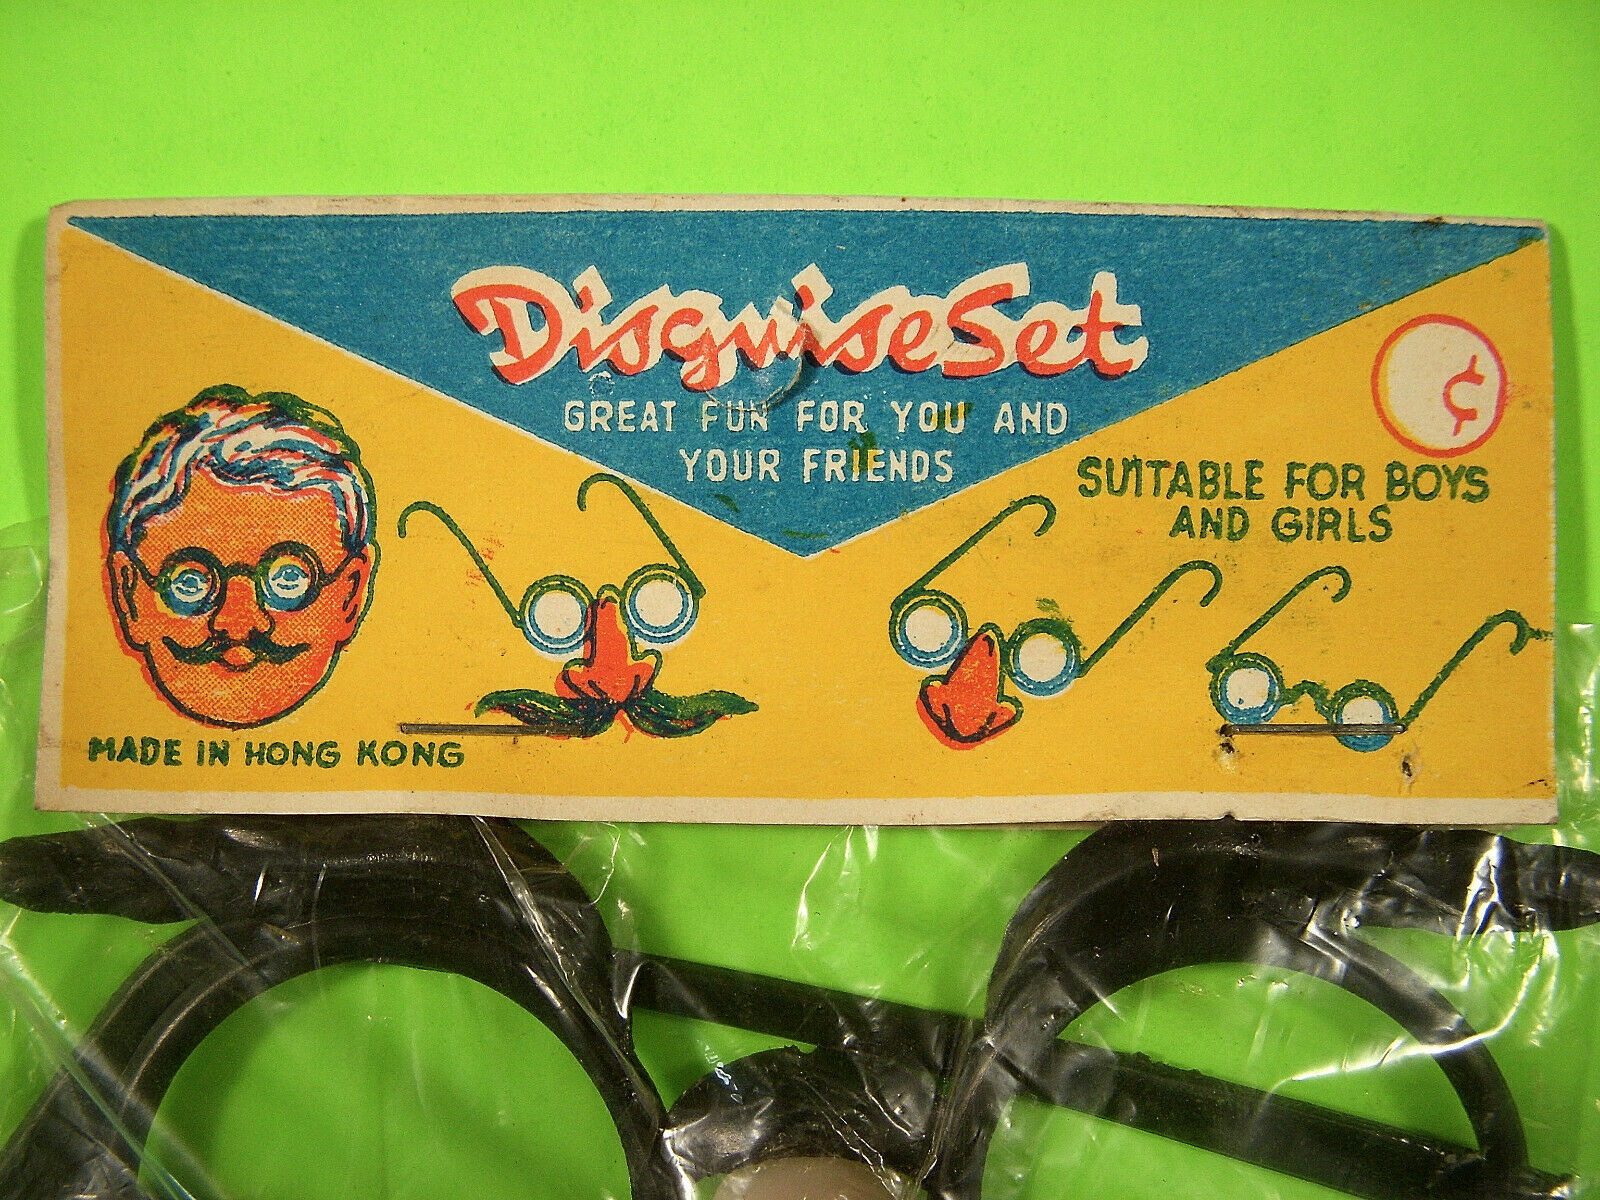 DisguiseSet
GREAT FUN FOR YOU AND
YOUR FRIENDS
¢
SUITABLE FOR BOYS
AND GIRLS
MADE IN HONG KONG